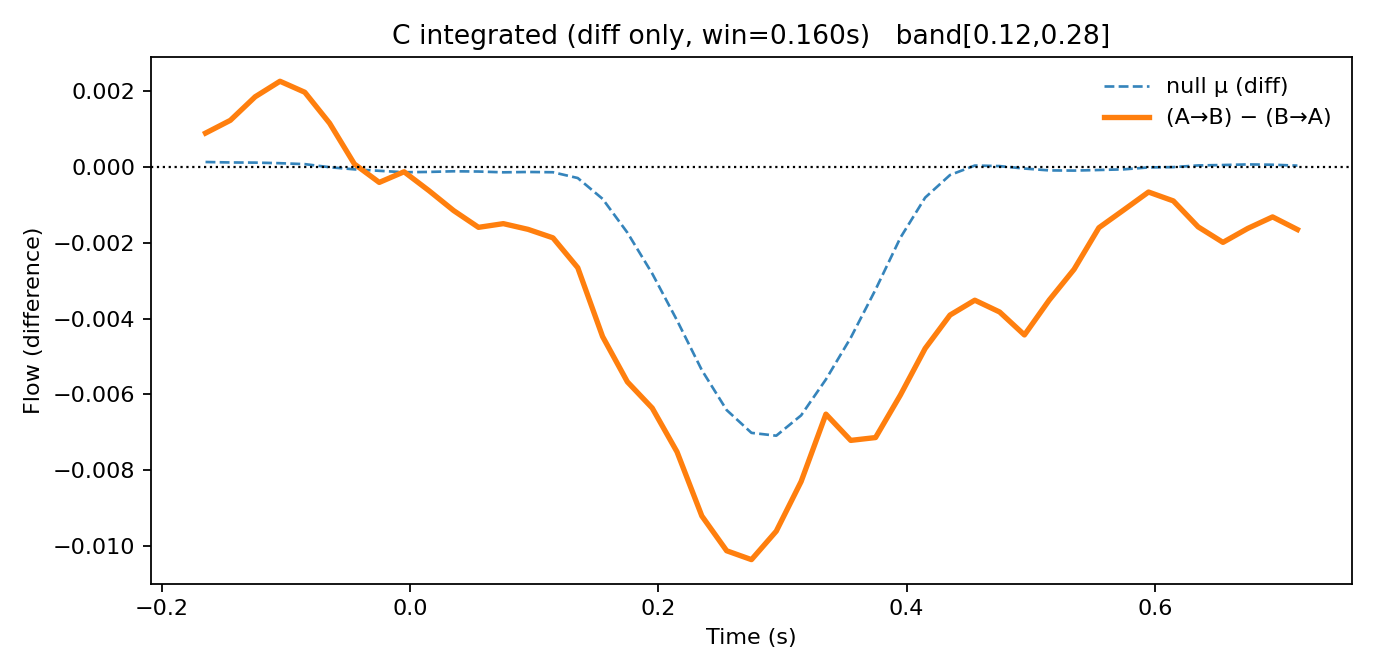 C integrated (diff only, win=0.160s)   band[0.12,0.28]
null μ (diff)
(A→B) − (B→A)
0.002
0.000
−0.002
−0.004
−0.006
−0.008
−0.010
Flow (difference)
−0.2
0.0
0.2
0.4
0.6
Time (s)